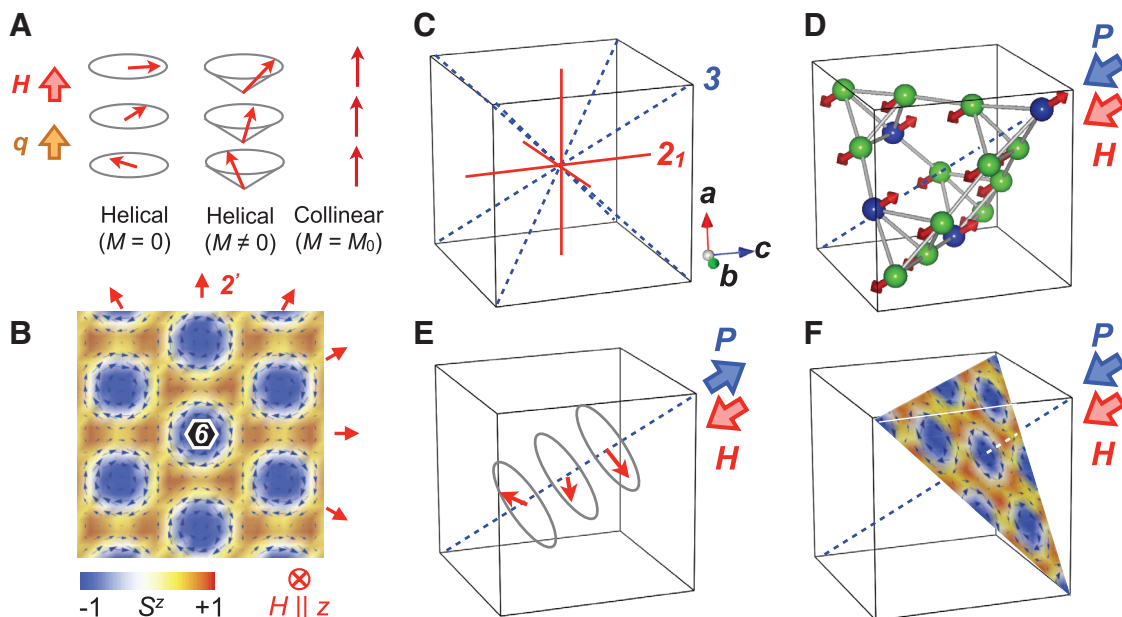 A
H
q
Helical
(M = 0)
Helical
(M ≠ 0)
Collinear
(M = M₀)
B
2'
6
-1 Sᶻ +1
H || z
C
3
2₁
a
b
c
D
P
H
E
P
H
F
P
H